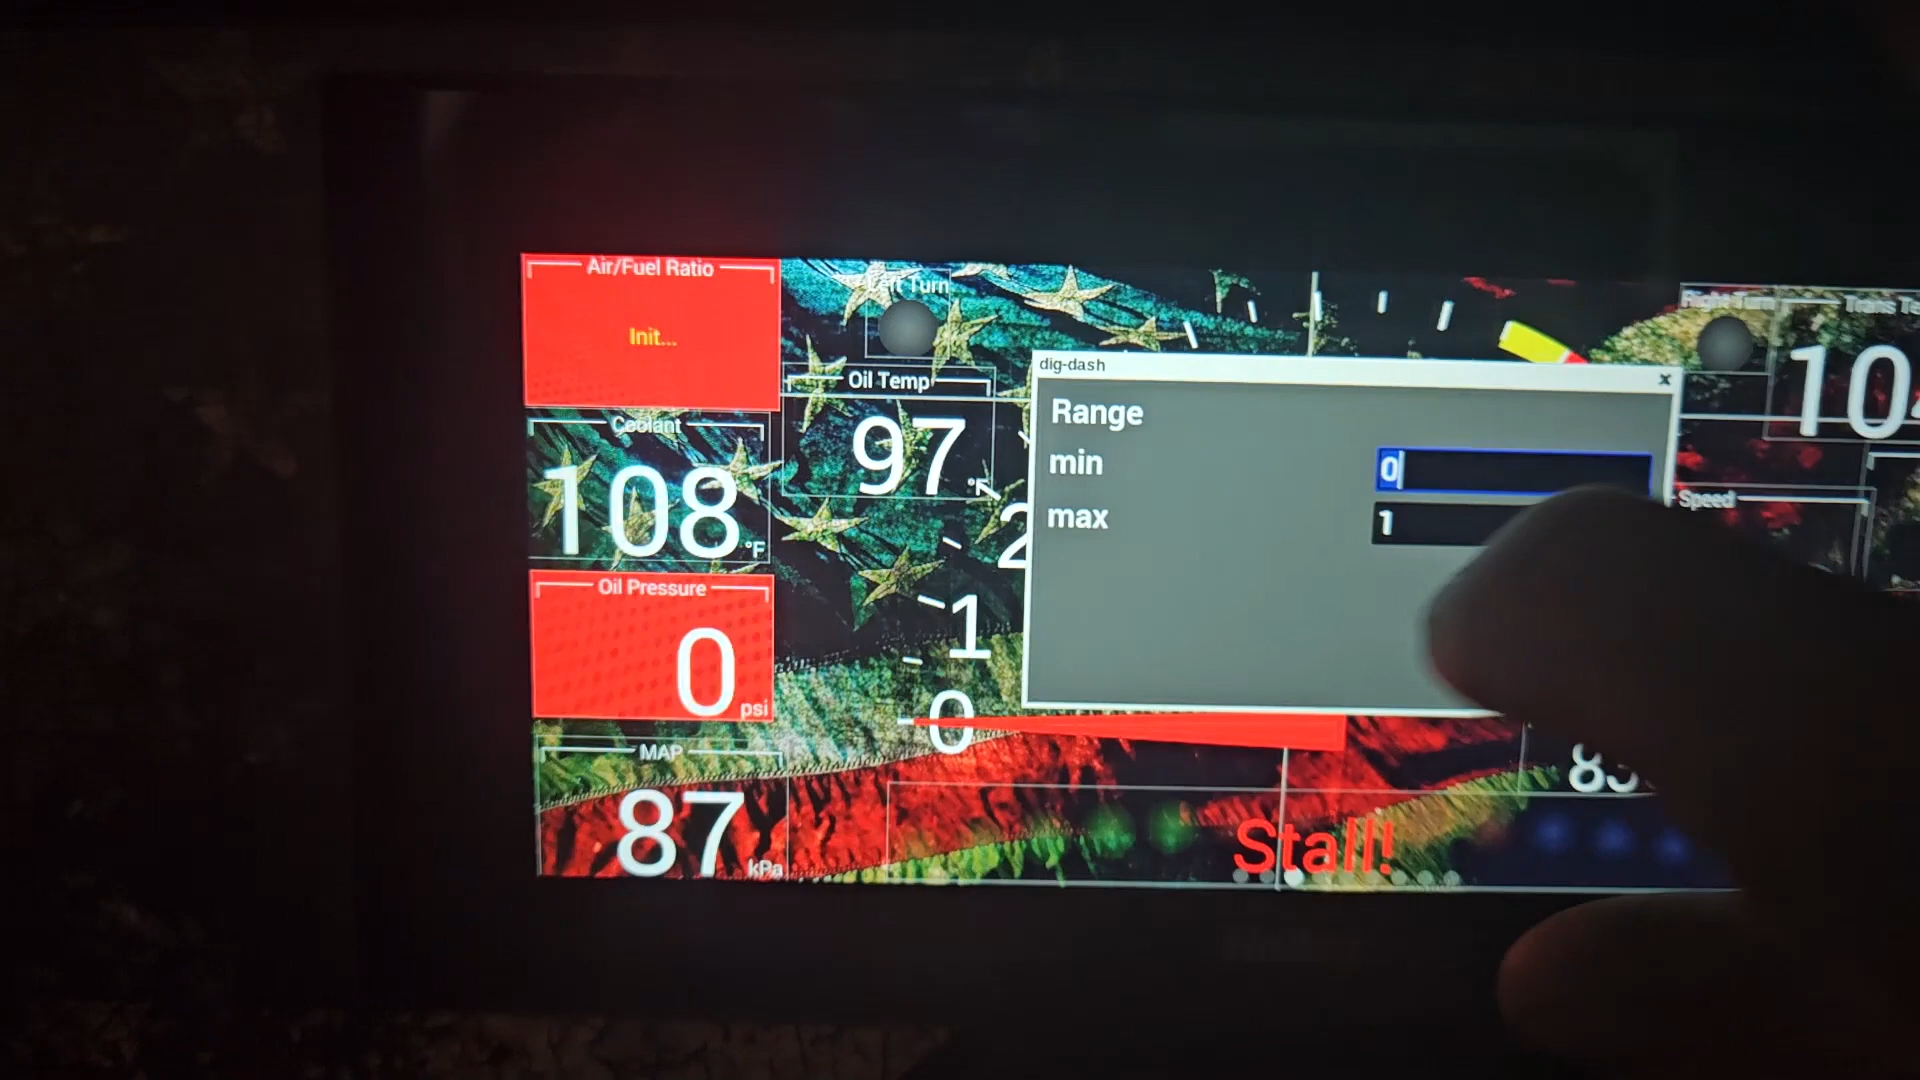 Air/Fuel Ratio
Init...
Left Turn
Right Turn
Coolant
108
°F
Oil Temp
97
°F
dig-dash
x
Range
min
0
max
1
Speed
2
1
0
Oil Pressure
0
psi
MAP
87
kPa
Stall!